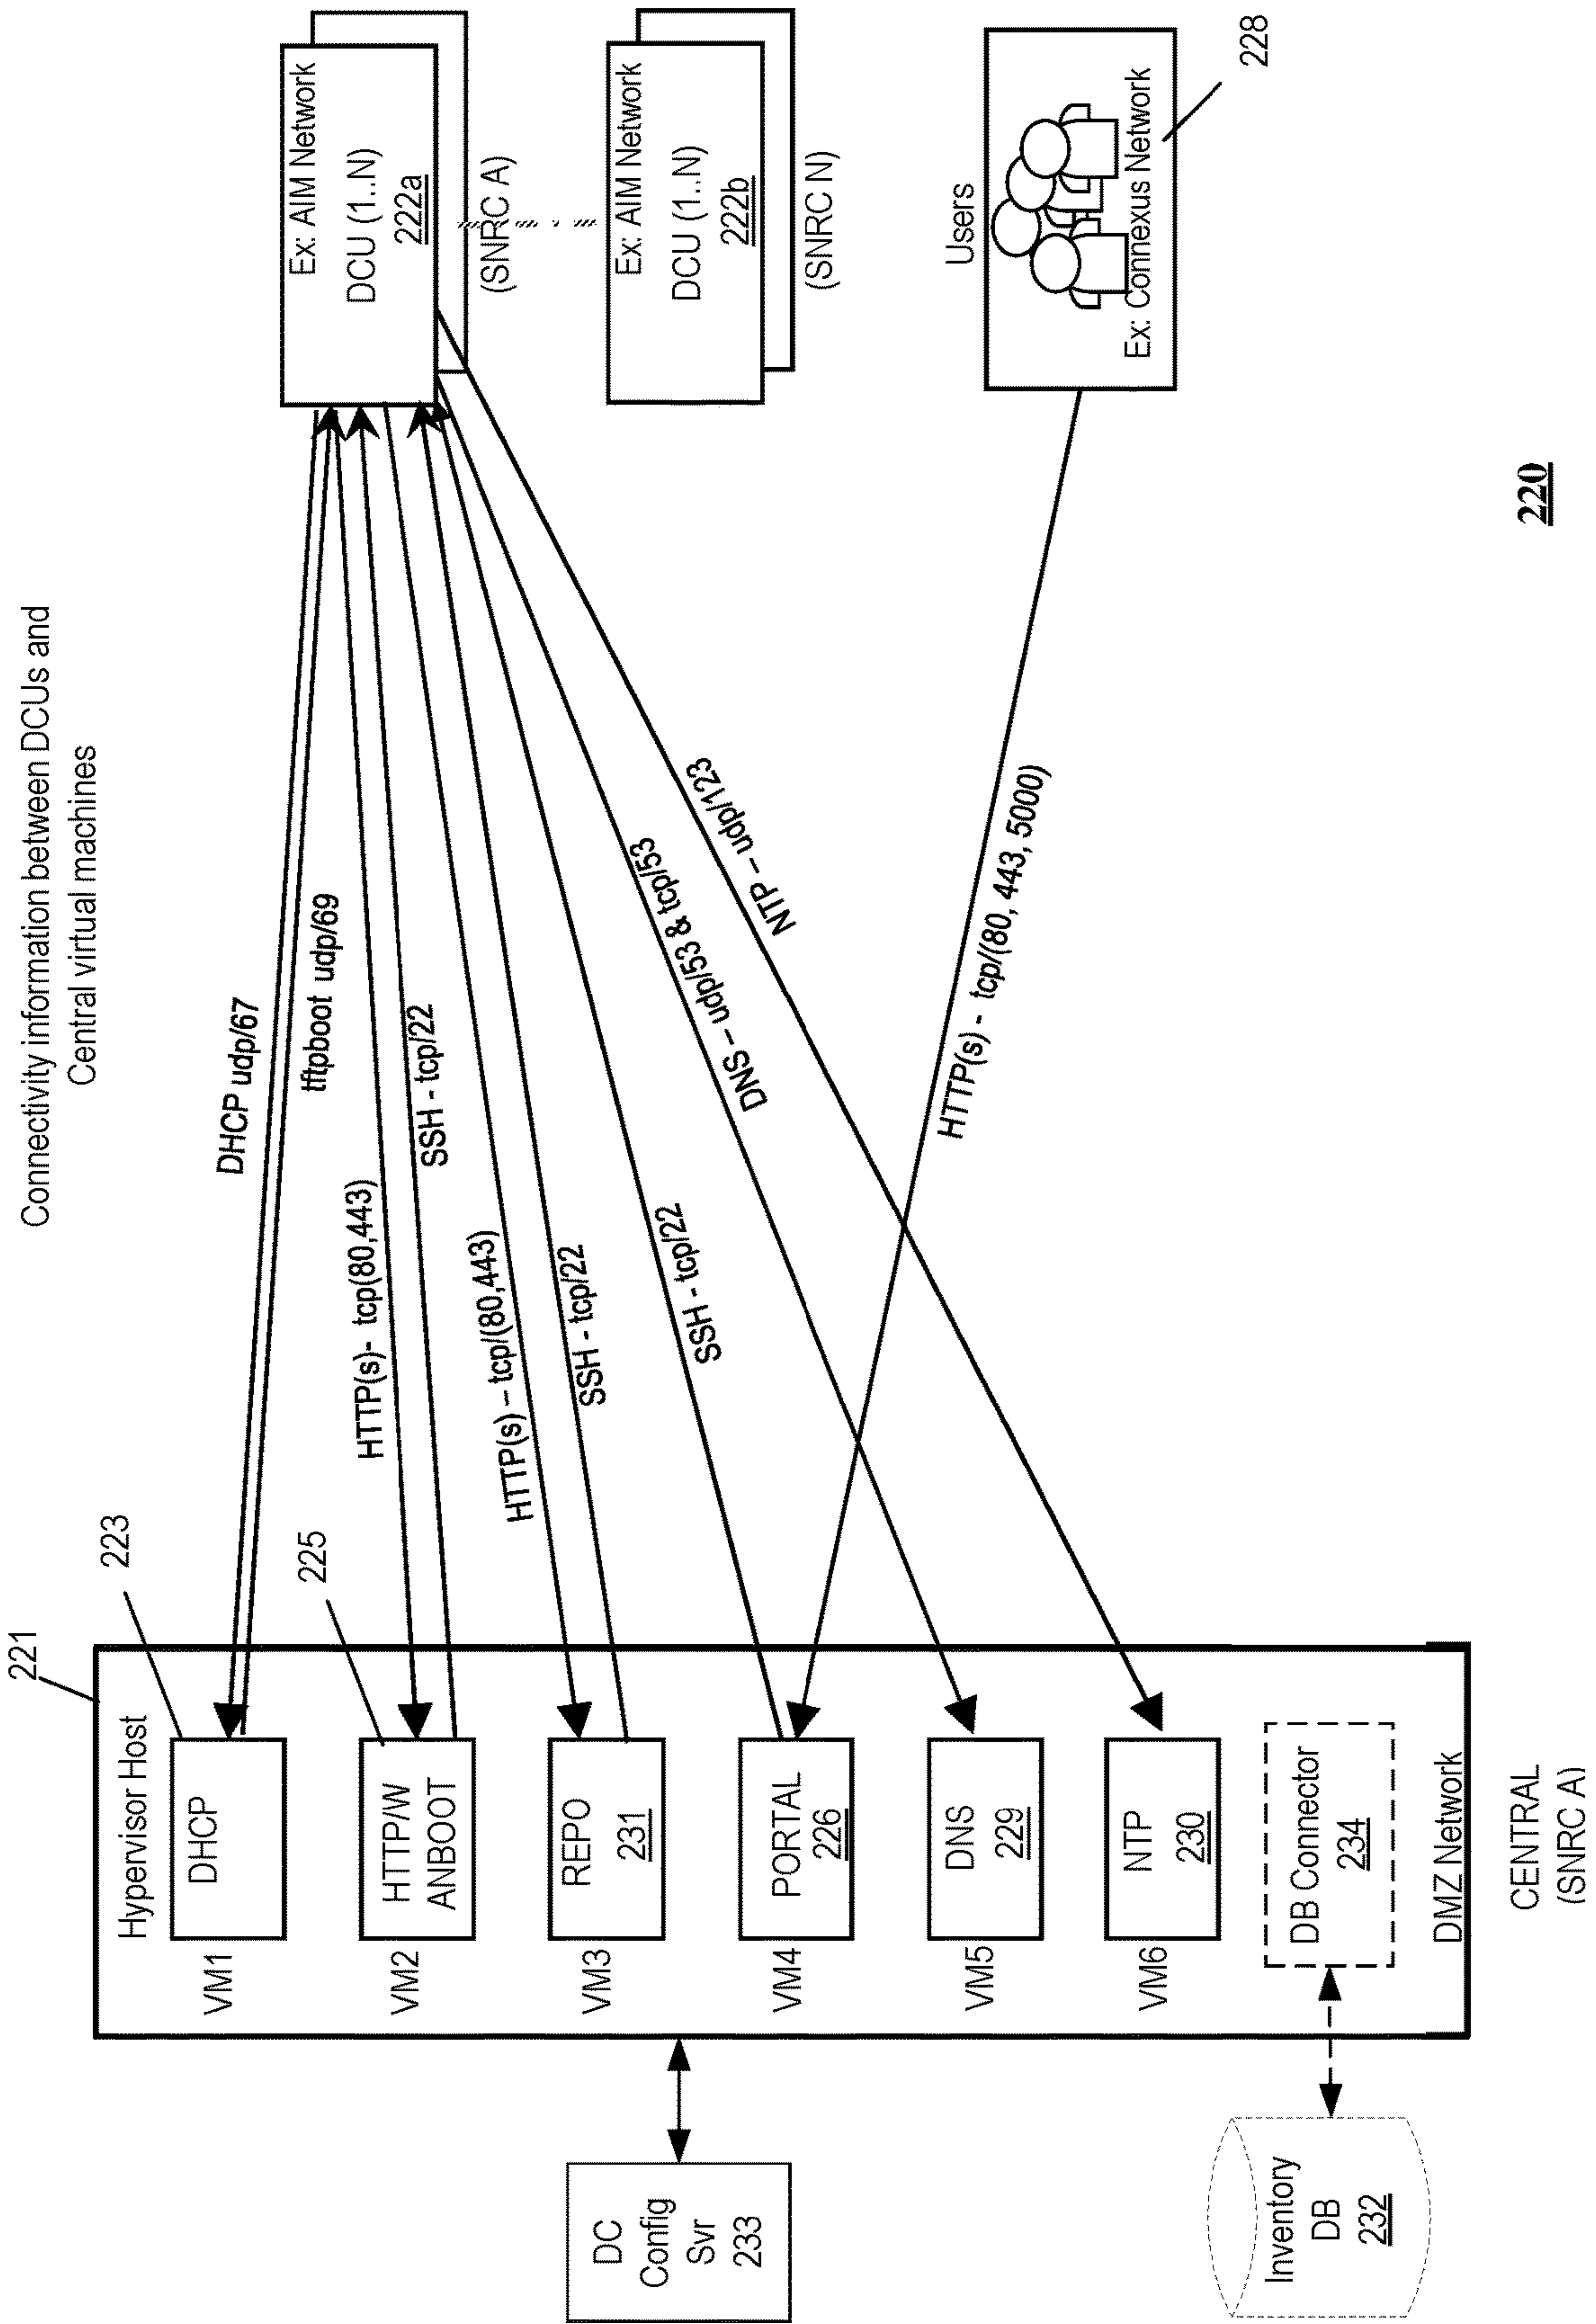 Connectivity information between DCUs and
Central virtual machines
221
Hypervisor Host
223
DHCP
VM1
225
HTTP/W
ANBOOT
VM2
REPO
231
VM3
PORTAL
226
VM4
DNS
229
VM5
NTP
230
VM6
DB Connector
234
DMZ Network
CENTRAL
(SNRC A)
DC
Config
Svr
233
Inventory
DB
232
DHCP udp/67
tftpboot udp/69
HTTP(s)- tcp(80,443)
SSH - tcp/22
HTTP(s) – tcp/(80,443)
SSH - tcp/22
SSH - tcp/22
DNS – udp/53 & tcp/53
NTP – udp/123
HTTP(s) - tcp/(80, 443, 5000)
Ex: AIM Network
DCU (1..N)
222a
(SNRC A)
Ex: AIM Network
DCU (1..N)
222b
(SNRC N)
Users
Ex: Connexus Network
228
220